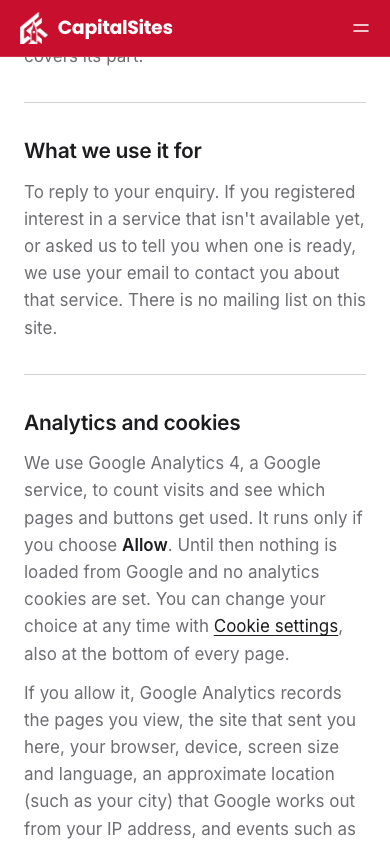 CapitalSites
covers its part.
What we use it for
To reply to your enquiry. If you registered
interest in a service that isn't available yet,
or asked us to tell you when one is ready,
we use your email to contact you about
that service. There is no mailing list on this
site.
Analytics and cookies
We use Google Analytics 4, a Google
service, to count visits and see which
pages and buttons get used. It runs only if
you choose Allow. Until then nothing is
loaded from Google and no analytics
cookies are set. You can change your
choice at any time with Cookie settings,
also at the bottom of every page.
If you allow it, Google Analytics records
the pages you view, the site that sent you
here, your browser, device, screen size
and language, an approximate location
(such as your city) that Google works out
from your IP address, and events such as